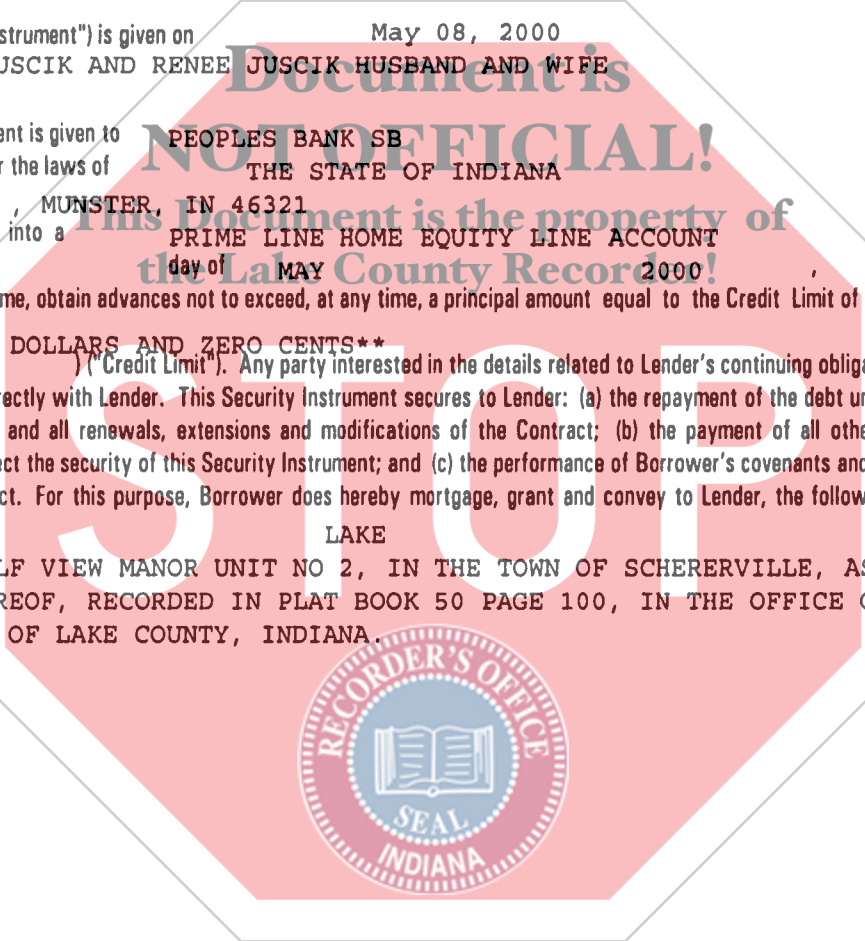 strument") is given on May 08, 2000
USCIK AND RENEE JUSCIK HUSBAND AND WIFE
Document is
ent is given to PEOPLES BANK SB
NOT OFFICIAL!
r the laws of THE STATE OF INDIANA
, MUNSTER, IN 46321
This Document is the property of
into a PRIME LINE HOME EQUITY LINE ACCOUNT
the Lake County Recorder!
day of MAY 2000 ,
me, obtain advances not to exceed, at any time, a principal amount equal to the Credit Limit of
DOLLARS AND ZERO CENTS**
) ("Credit Limit"). Any party interested in the details related to Lender's continuing obliga
ectly with Lender. This Security Instrument secures to Lender: (a) the repayment of the debt un
and all renewals, extensions and modifications of the Contract; (b) the payment of all othe
ect the security of this Security Instrument; and (c) the performance of Borrower's covenants and
ct. For this purpose, Borrower does hereby mortgage, grant and convey to Lender, the follow
STOP
LAKE
LF VIEW MANOR UNIT NO 2, IN THE TOWN OF SCHERERVILLE, AS
REOF, RECORDED IN PLAT BOOK 50 PAGE 100, IN THE OFFICE O
OF LAKE COUNTY, INDIANA.
RECORDER'S OFFICE
SEAL
INDIANA